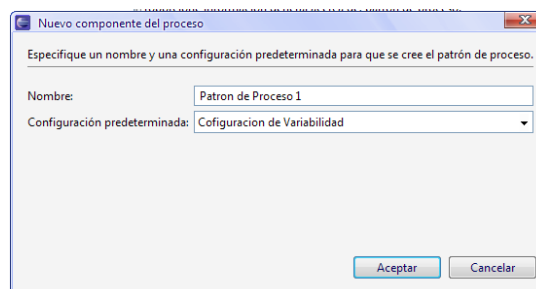 Nuevo componente del proceso
Especifique un nombre y una configuración predeterminada para que se cree el patrón de proceso.
Nombre: Patron de Proceso 1
Configuración predeterminada: Cofiguracion de Variabilidad
Aceptar Cancelar